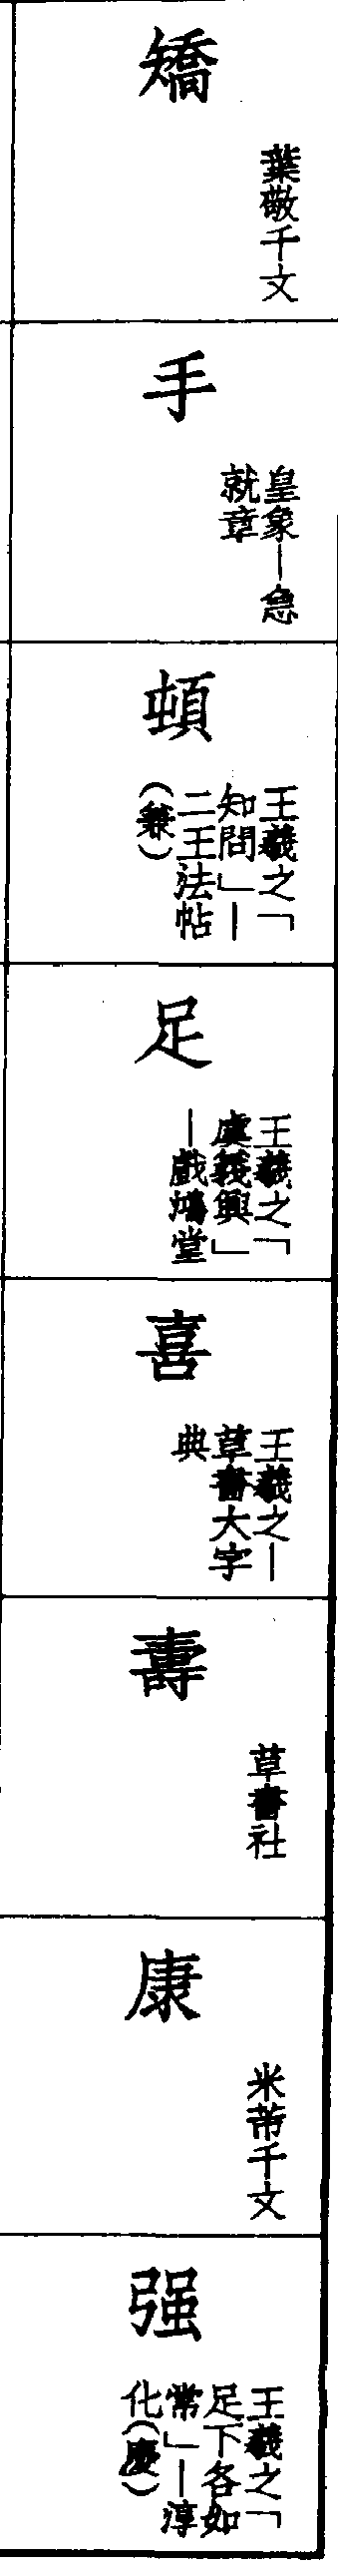 矯
葉敬千文
手
皇象—急
就章
頓
王羲之「
知問」—
二王法帖
（兼）
足
王羲之「
虞義興」
—戲鴻堂
喜
王羲之—
草書大字
典
壽
草書社
康
米芾千文
强
王羲之「
足下各如
常」—淳
化（慶）